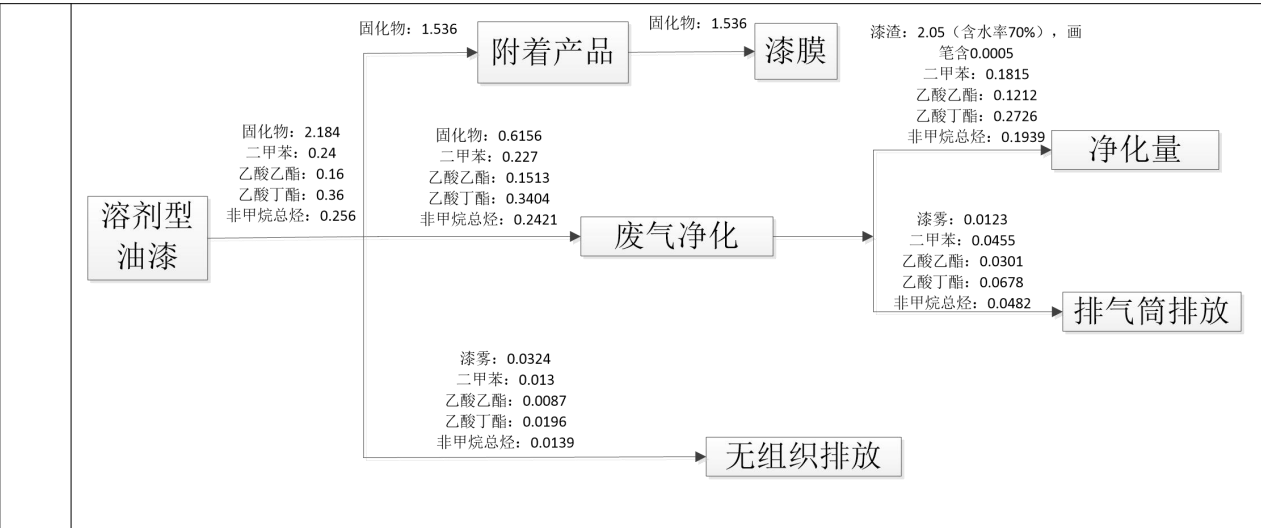 固化物：1.536
附着产品
固化物：1.536
漆膜
漆渣：2.05（含水率70%），画
笔含0.0005
二甲苯：0.1815
乙酸乙酯：0.1212
乙酸丁酯：0.2726
非甲烷总烃：0.1939
净化量
固化物：2.184
二甲苯：0.24
乙酸乙酯：0.16
乙酸丁酯：0.36
非甲烷总烃：0.256
溶剂型
油漆
固化物：0.6156
二甲苯：0.227
乙酸乙酯：0.1513
乙酸丁酯：0.3404
非甲烷总烃：0.2421
废气净化
漆雾：0.0123
二甲苯：0.0455
乙酸乙酯：0.0301
乙酸丁酯：0.0678
非甲烷总烃：0.0482
排气筒排放
漆雾：0.0324
二甲苯：0.013
乙酸乙酯：0.0087
乙酸丁酯：0.0196
非甲烷总烃：0.0139
无组织排放